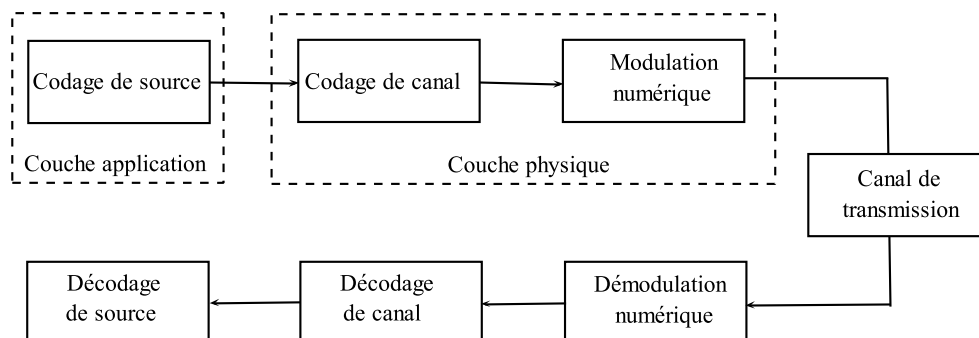 Codage de source
Codage de canal
Modulation
numérique
Couche application
Couche physique
Canal de
transmission
Décodage
de source
Décodage
de canal
Démodulation
numérique